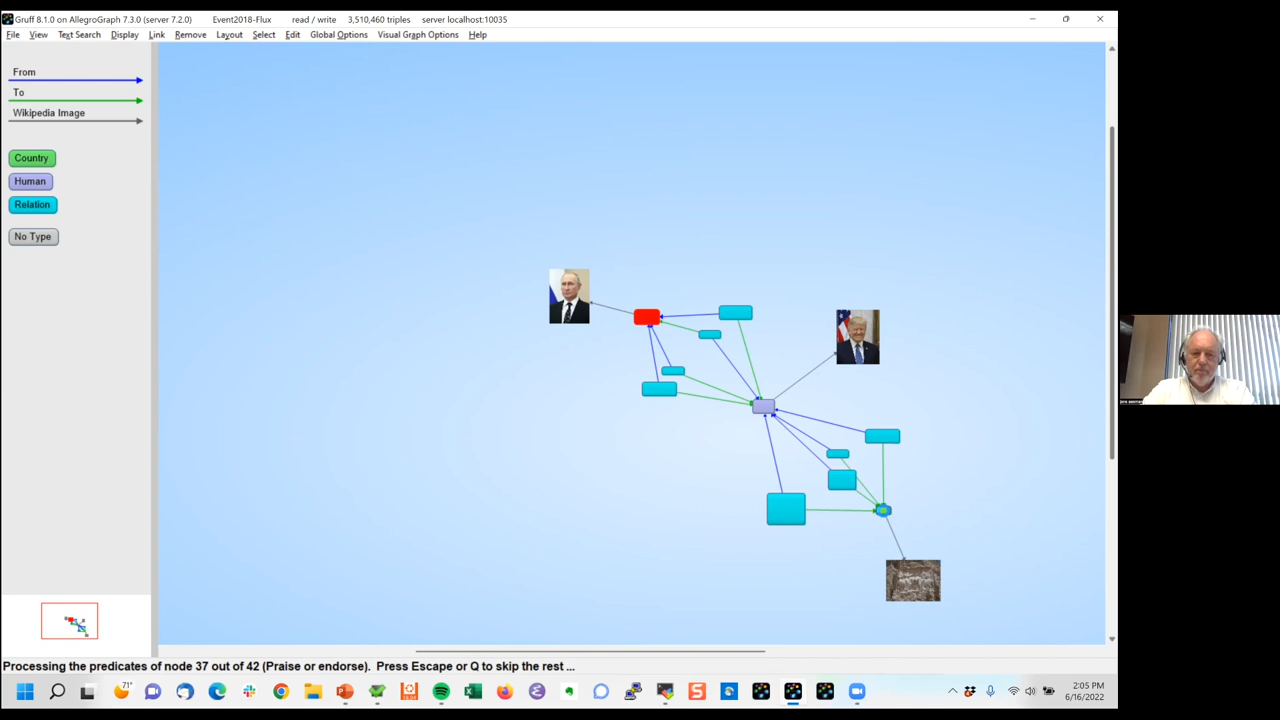 Gruff 8.1.0 on AllegroGraph 7.3.0 (server 7.2.0) Event2018-Flux read / write 3,510,460 triples server localhost:10035
File View Text Search Display Link Remove Layout Select Edit Global Options Visual Graph Options Help
From
To
Wikipedia Image
Country
Human
Relation
No Type
Processing the predicates of node 37 out of 42 (Praise or endorse). Press Escape or Q to skip the rest ...
71°
2:05 PM
6/16/2022